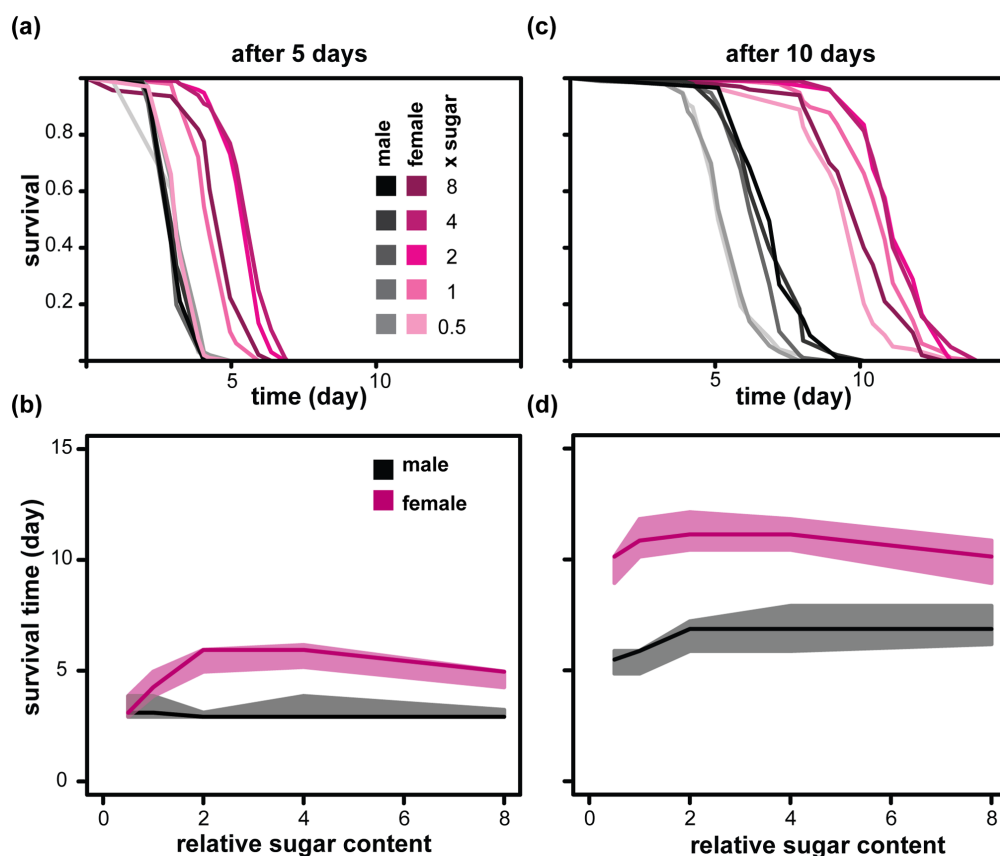 (a)
after 5 days
survival
0.8
0.6
0.4
0.2
male
female
x sugar
8
4
2
1
0.5
5
10
time (day)
(c)
after 10 days
5
10
time (day)
(b)
survival time (day)
15
10
5
0
male
female
0
2
4
6
8
relative sugar content
(d)
0
2
4
6
8
relative sugar content